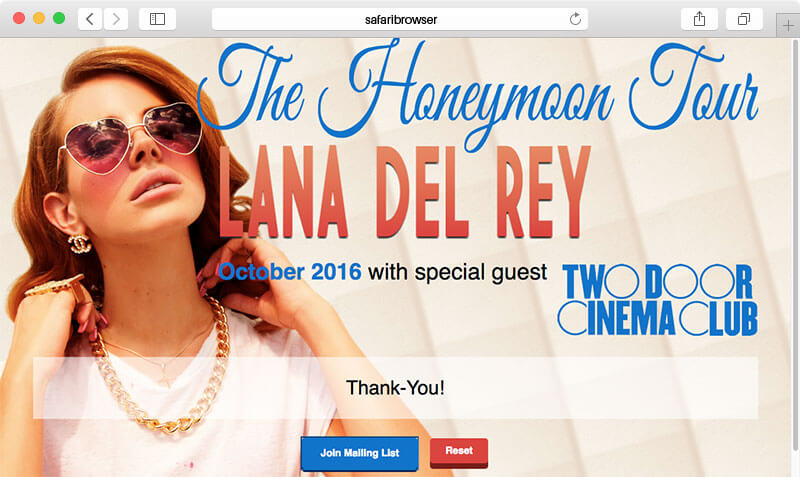 safaribrowser
The Honeymoon Tour
LANA DEL REY
October 2016 with special guest
TWO DOOR
CINEMA CLUB
Thank-You!
Join Mailing List
Reset